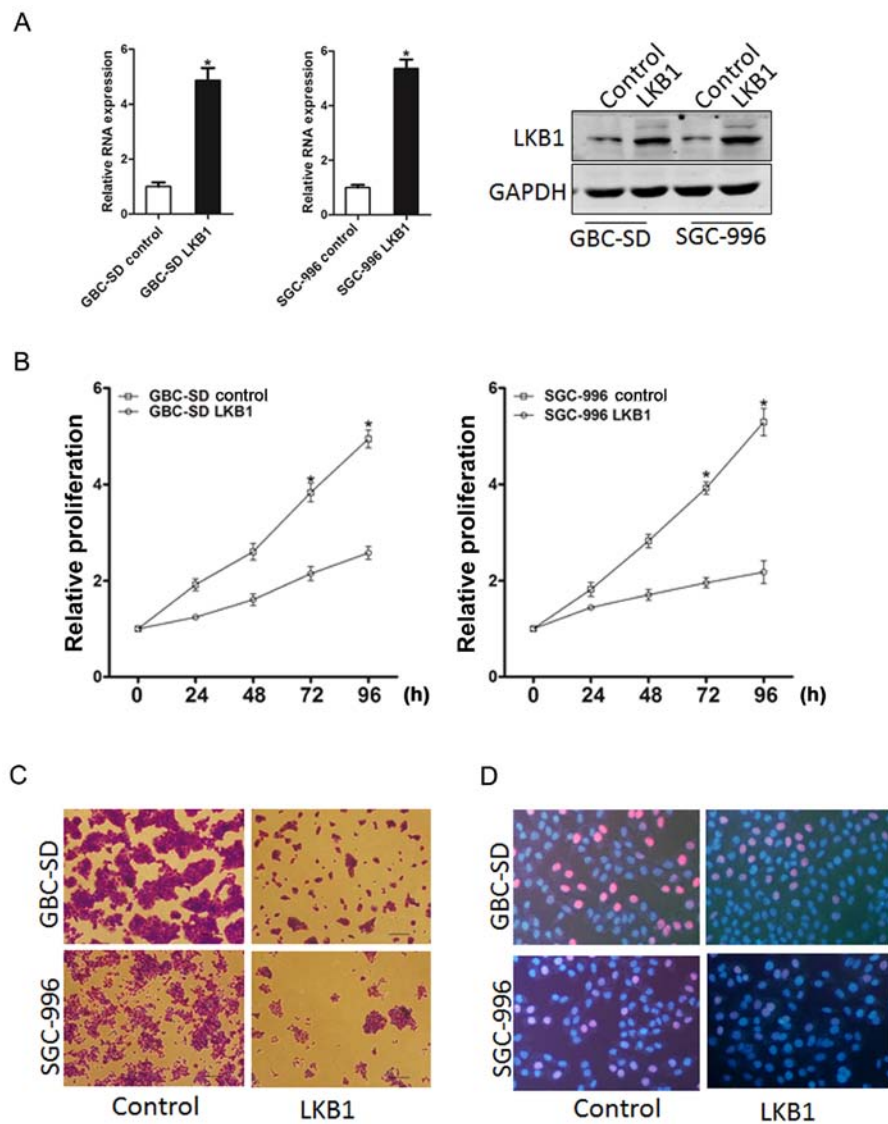 A
Relative RNA expression
6
4
2
0
*
GBC-SD control
GBC-SD LKB1
Relative RNA expression
6
4
2
0
*
SGC-996 control
SGC-996 LKB1
Control
LKB1
Control
LKB1
LKB1
GAPDH
GBC-SD
SGC-996
B
Relative proliferation
6
4
2
0
GBC-SD control
GBC-SD LKB1
*
*
0 24 48 72 96 (h)
Relative proliferation
6
4
2
0
SGC-996 control
SGC-996 LKB1
*
*
0 24 48 72 96 (h)
C
GBC-SD
SGC-996
Control
LKB1
D
GBC-SD
SGC-996
Control
LKB1